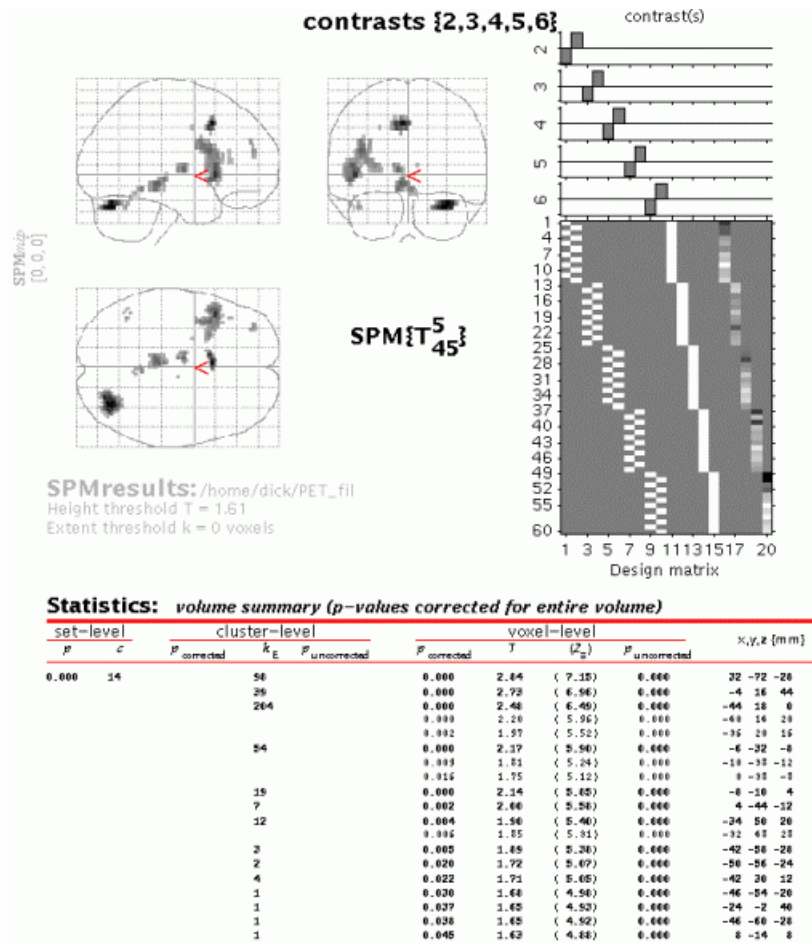 contrasts {2,3,4,5,6}
contrast(s)
2
3
4
5
6
SPMmip
[0, 0, 0]
<
<
<
SPM{T 5 45}
1
4
7
10
13
16
19
22
25
28
31
34
37
40
43
46
49
52
55
60
1 3 5 7 9 11 13 15 17 20
Design matrix
SPMresults: /home/dick/PET_fil
Height threshold T = 1.61
Extent threshold k = 0 voxels
Statistics: volume summary (p-values corrected for entire volume)
set-level cluster-level voxel-level x,y,z {mm}
p c p corrected k E p uncorrected p corrected T (Z≡) p uncorrected
0.000 14 98 0.000 2.84 ( 7.15) 0.000 32 -72 -28
39 0.000 2.73 ( 6.96) 0.000 -4 16 44
204 0.000 2.48 ( 6.49) 0.000 -44 18 0
0.000 2.20 ( 5.96) 0.000 -40 14 20
0.002 1.97 ( 5.52) 0.000 -36 20 16
54 0.000 2.17 ( 5.90) 0.000 -6 -32 -8
0.009 1.81 ( 5.24) 0.000 -10 -38 -12
0.016 1.75 ( 5.12) 0.000 0 -38 -8
19 0.000 2.14 ( 5.85) 0.000 -8 -10 4
7 0.002 2.00 ( 5.58) 0.000 4 -44 -12
12 0.004 1.90 ( 5.40) 0.000 -34 50 20
0.006 1.85 ( 5.31) 0.000 -32 48 28
3 0.005 1.89 ( 5.38) 0.000 -42 -58 -28
2 0.020 1.72 ( 5.07) 0.000 -50 -56 -24
4 0.022 1.71 ( 5.05) 0.000 -42 30 12
1 0.030 1.68 ( 4.98) 0.000 -46 -54 -20
1 0.037 1.65 ( 4.93) 0.000 -24 -2 40
1 0.038 1.65 ( 4.92) 0.000 -46 -60 -28
1 0.045 1.63 ( 4.88) 0.000 8 -14 8